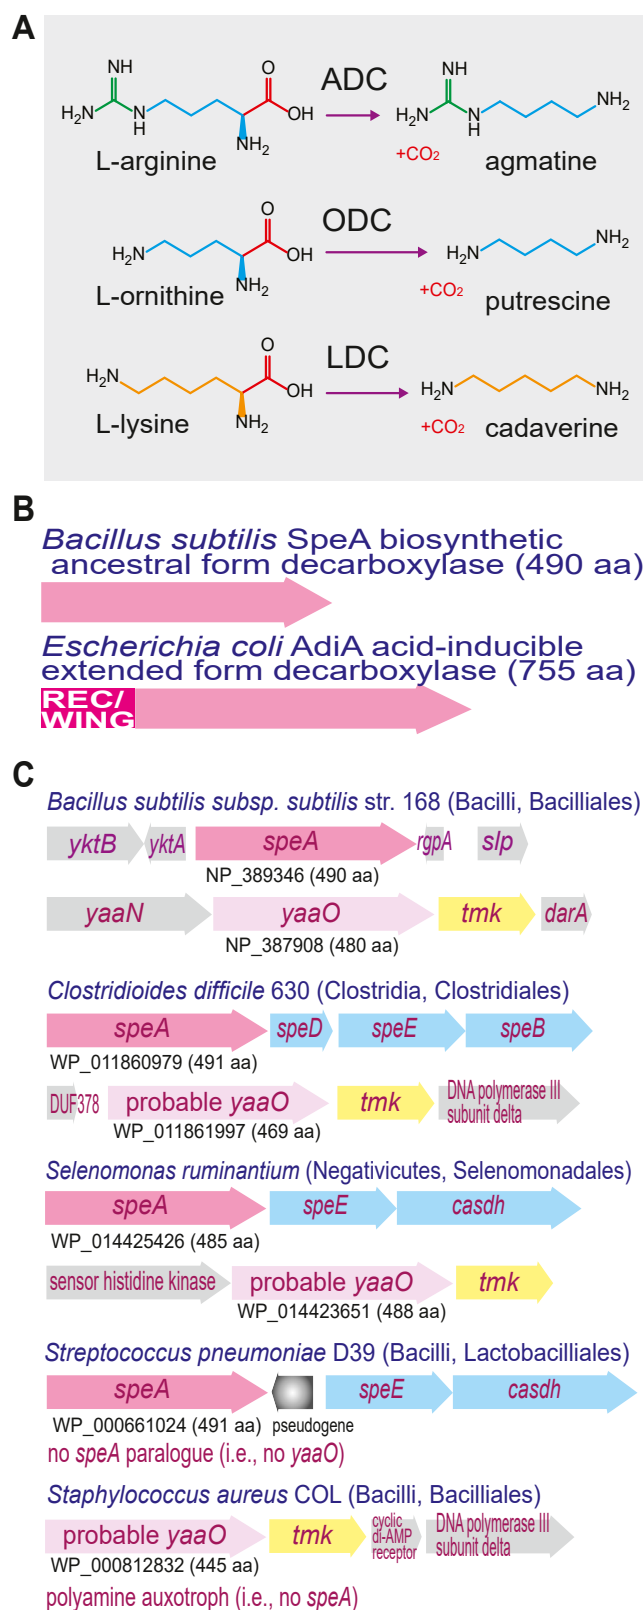 A
NH
H₂N
N
H
O
OH
NH₂
L-arginine
ADC
+CO₂
NH
H₂N
N
H
NH₂
agmatine
H₂N
O
OH
NH₂
L-ornithine
ODC
+CO₂
H₂N
NH₂
putrescine
H₂N
O
OH
NH₂
L-lysine
LDC
+CO₂
H₂N
NH₂
cadaverine
B
Bacillus subtilis SpeA biosynthetic
ancestral form decarboxylase (490 aa)
Escherichia coli AdiA acid-inducible
extended form decarboxylase (755 aa)
REC/
WING
C
Bacillus subtilis subsp. subtilis str. 168 (Bacilli, Bacilliales)
yktB yktA speA rgpA slp
NP_389346 (490 aa)
yaaN yaaO tmk darA
NP_387908 (480 aa)
Clostridioides difficile 630 (Clostridia, Clostridiales)
speA speD speE speB
WP_011860979 (491 aa)
DUF378 probable yaaO tmk DNA polymerase III
subunit delta
WP_011861997 (469 aa)
Selenomonas ruminantium (Negativicutes, Selenomonadales)
speA speE casdh
WP_014425426 (485 aa)
sensor histidine kinase probable yaaO tmk
WP_014423651 (488 aa)
Streptococcus pneumoniae D39 (Bacilli, Lactobacilliales)
speA speE casdh
WP_000661024 (491 aa) pseudogene
no speA paralogue (i.e., no yaaO)
Staphylococcus aureus COL (Bacilli, Bacilliales)
probable yaaO tmk
cyclic
di-AMP
receptor
DNA polymerase III
subunit delta
WP_000812832 (445 aa)
polyamine auxotroph (i.e., no speA)